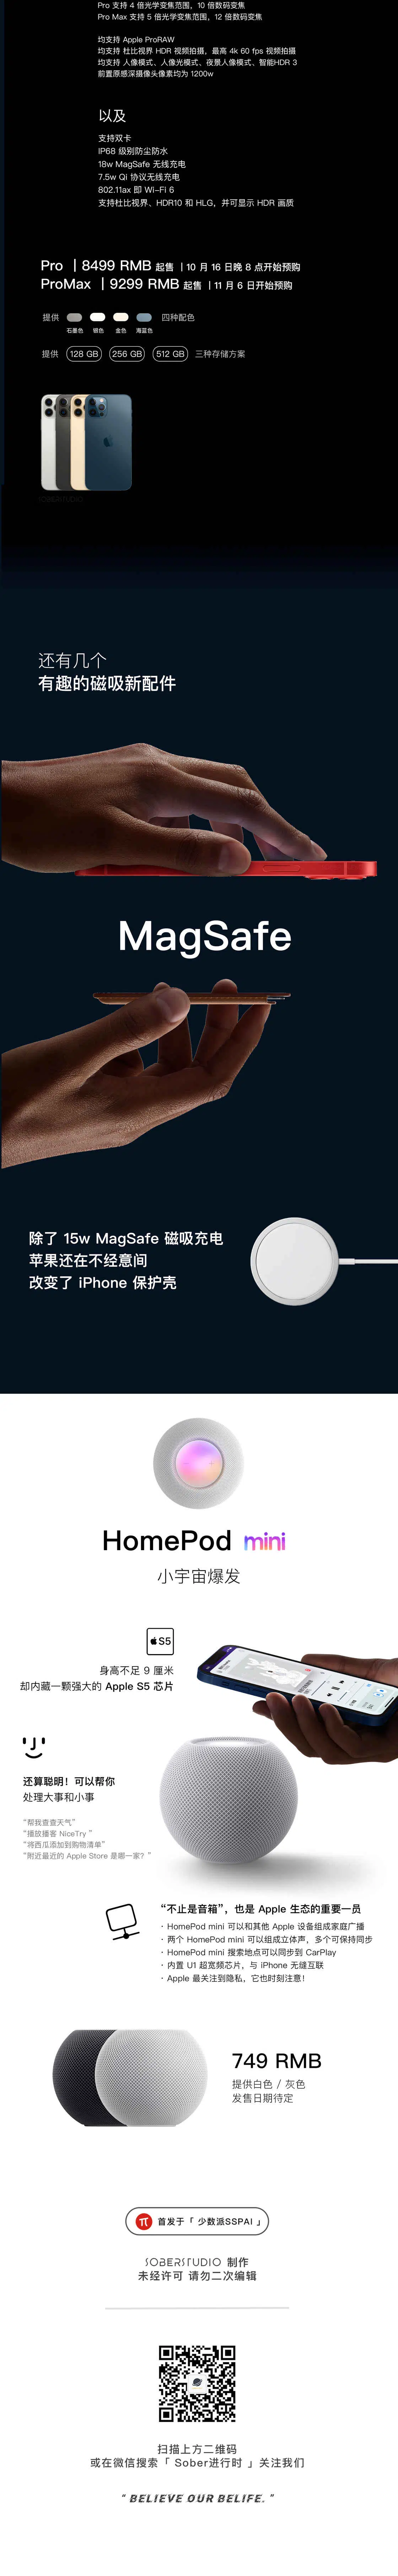 Pro 支持 4 倍光学变焦范围，10 倍数码变焦
Pro Max 支持 5 倍光学变焦范围，12 倍数码变焦
均支持 Apple ProRAW
均支持 杜比视界 HDR 视频拍摄，最高 4k 60 fps 视频拍摄
均支持 人像模式、人像光模式、夜景人像模式、智能HDR 3
前置原感深摄像头像素均为 1200w
以及
支持双卡
IP68 级别防尘防水
18w MagSafe 无线充电
7.5w Qi 协议无线充电
802.11ax 即 Wi-Fi 6
支持杜比视界、HDR10 和 HLG，并可显示 HDR 画质
Pro | 8499 RMB 起售 | 10 月 16 日晚 8 点开始预购
ProMax | 9299 RMB 起售 | 11 月 6 日开始预购
提供 四种配色
石墨色 银色 金色 海蓝色
提供 128 GB 256 GB 512 GB 三种存储方案
SOBERSTUDIO
还有几个
有趣的磁吸新配件
MagSafe
除了 15w MagSafe 磁吸充电
苹果还在不经意间
改变了 iPhone 保护壳
HomePod mini
小宇宙爆发
S5
身高不足 9 厘米
却内藏一颗强大的 Apple S5 芯片
还算聪明！可以帮你
处理大事和小事
“帮我查查天气”
“播放播客 NiceTry ”
“将西瓜添加到购物清单”
“附近最近的 Apple Store 是哪一家？”
“不止是音箱”，也是 Apple 生态的重要一员
· HomePod mini 可以和其他 Apple 设备组成家庭广播
· 两个 HomePod mini 可以组成立体声，多个可保持同步
· HomePod mini 搜索地点可以同步到 CarPlay
· 内置 U1 超宽频芯片，与 iPhone 无缝互联
· Apple 最关注到隐私，它也时刻注意！
749 RMB
提供白色 / 灰色
发售日期待定
首发于「 少数派SSPAI 」
SOBERSTUDIO 制作
未经许可 请勿二次编辑
扫描上方二维码
或在微信搜索「 Sober进行时 」关注我们
“ BELIEVE OUR BELIFE. ”